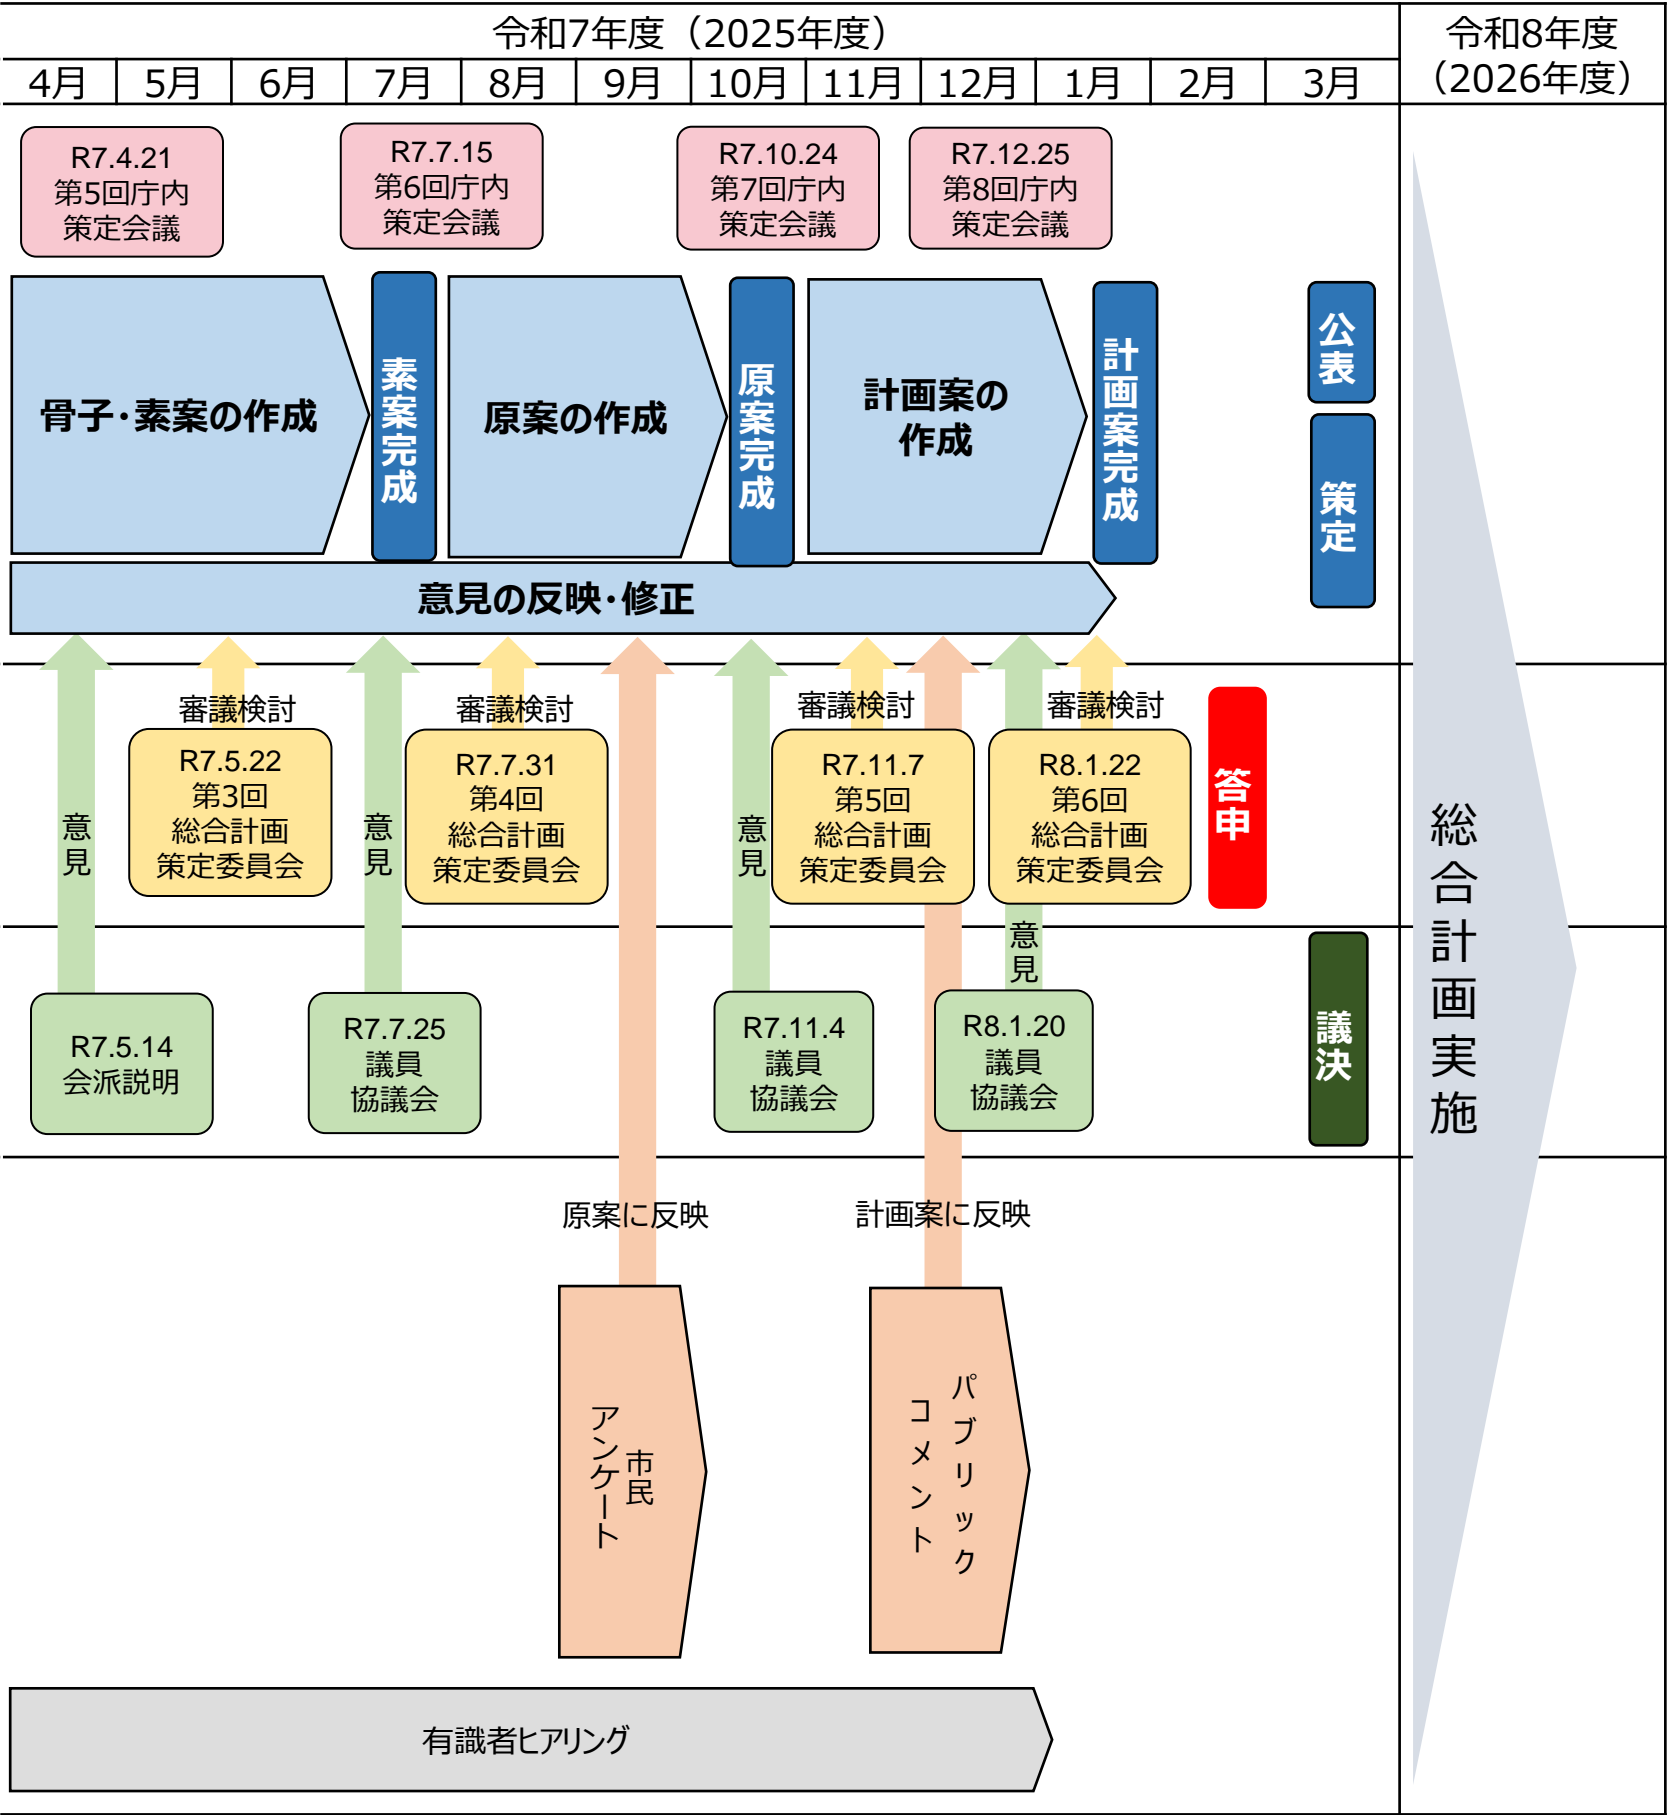 令和7年度（2025年度）
令和8年度
（2026年度）
4月
5月
6月
7月
8月
9月
10月
11月
12月
1月
2月
3月
R7.4.21
第5回庁内
策定会議
R7.7.15
第6回庁内
策定会議
R7.10.24
第7回庁内
策定会議
R7.12.25
第8回庁内
策定会議
骨子･素案の作成
素案完成
原案の作成
原案完成
計画案の
作成
計画案完成
公表
策定
意見の反映･修正
審議検討
審議検討
審議検討
審議検討
意見
R7.5.22
第3回
総合計画
策定委員会
意見
R7.7.31
第4回
総合計画
策定委員会
意見
R7.11.7
第5回
総合計画
策定委員会
R8.1.22
第6回
総合計画
策定委員会
答申
意見
R7.5.14
会派説明
R7.7.25
議員
協議会
R7.11.4
議員
協議会
R8.1.20
議員
協議会
議決
総合計画実施
原案に反映
計画案に反映
市民
アンケート
パブリック
コメント
有識者ヒアリング